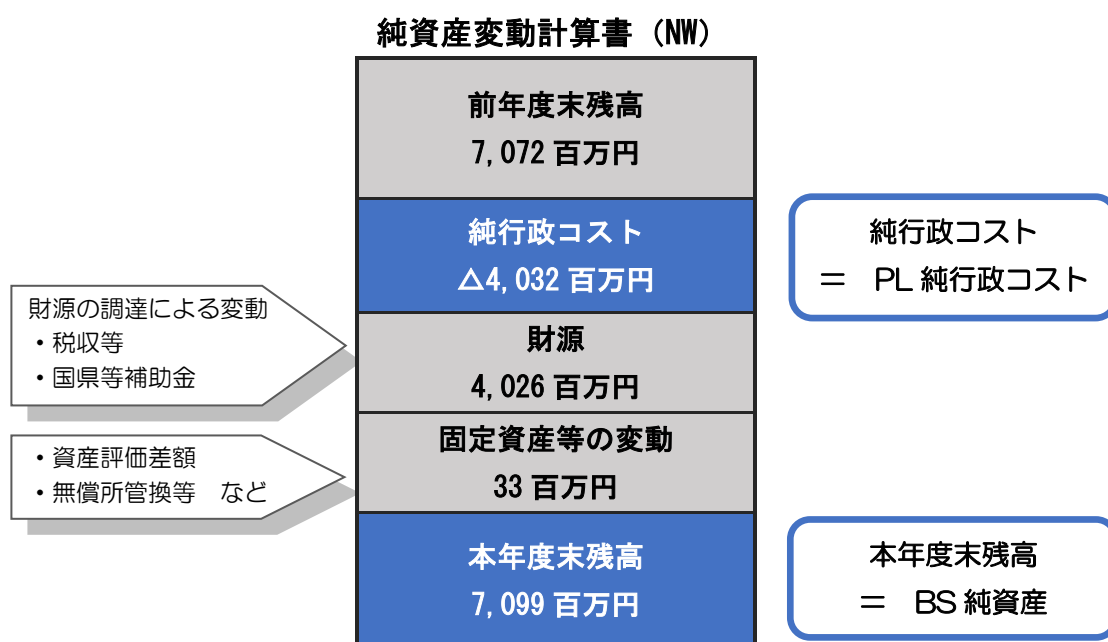 純資産変動計算書（NW）
前年度末残高
7,072 百万円
純行政コスト
△4,032 百万円
純行政コスト
＝　PL 純行政コスト
財源の調達による変動
・税収等
・国県等補助金
財源
4,026 百万円
固定資産等の変動
33 百万円
・資産評価差額
・無償所管換等　など
本年度末残高
7,099 百万円
本年度末残高
＝　BS 純資産